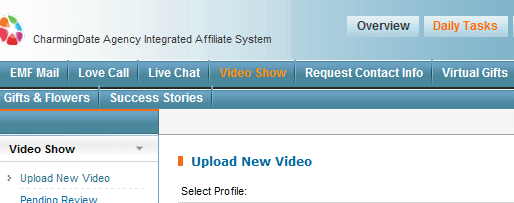 Overview Daily Tasks
CharmingDate Agency Integrated Affiliate System
EMF Mail Love Call Live Chat Video Show Request Contact Info Virtual Gifts
Gifts & Flowers Success Stories
Video Show
Upload New Video
Upload New Video
Select Profile:
Pending Review